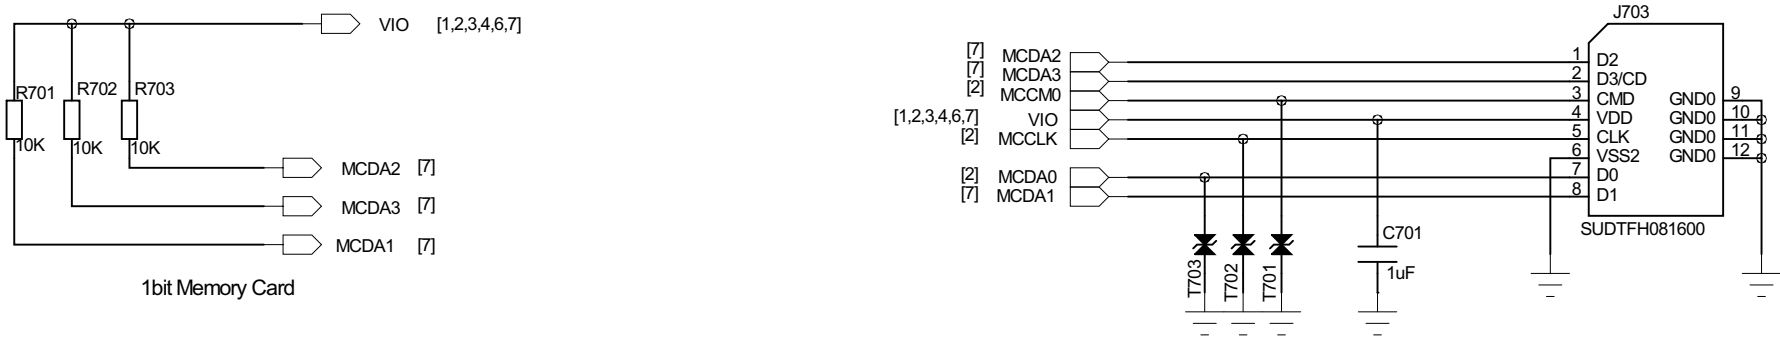 VIO [1,2,3,4,6,7]
R701 R702 R703
10K 10K 10K
MCDA2 [7]
MCDA3 [7]
MCDA1 [7]
1bit Memory Card
J703
[7] MCDA2 1 D2
[7] MCDA3 2 D3/CD
[2] MCCM0 3 CMD GND0 9
[1,2,3,4,6,7] VIO 4 VDD GND0 10
[2] MCCLK 5 CLK GND0 11
6 VSS2 GND0 12
[2] MCDA0 7 D0
[7] MCDA1 8 D1
SUDTFH081600
T703 T702 T701
C701
1uF